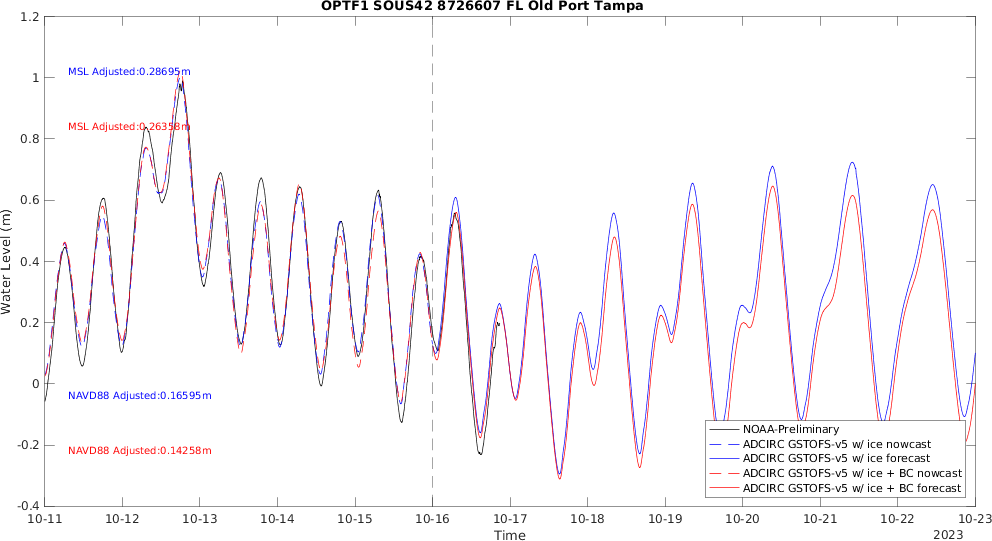 OPTF1 SOUS42 8726607 FL Old Port Tampa
1.2
1
0.8
0.6
0.4
0.2
0
-0.2
-0.4
Water Level (m)
MSL Adjusted:0.28695m
MSL Adjusted:0.26358m
NAVD88 Adjusted:0.16595m
NAVD88 Adjusted:0.14258m
NOAA-Preliminary
ADCIRC GSTOFS-v5 w/ ice nowcast
ADCIRC GSTOFS-v5 w/ ice forecast
ADCIRC GSTOFS-v5 w/ ice + BC nowcast
ADCIRC GSTOFS-v5 w/ ice + BC forecast
10-11 10-12 10-13 10-14 10-15 10-16 10-17 10-18 10-19 10-20 10-21 10-22 10-23
Time
2023